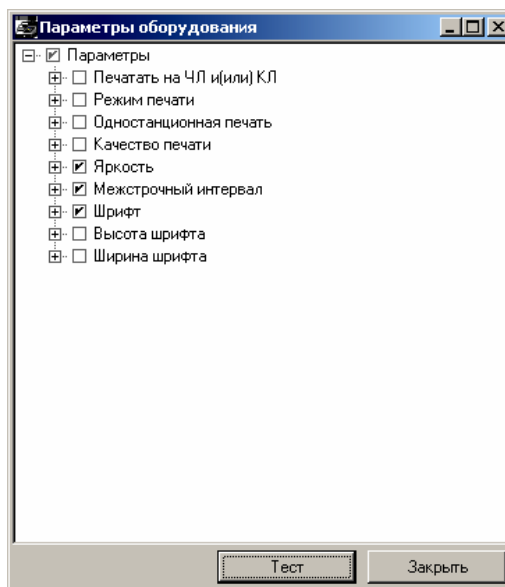 Параметры оборудования
Параметры
Печатать на ЧЛ и(или) КЛ
Режим печати
Одностанционная печать
Качество печати
Яркость
Межстрочный интервал
Шрифт
Высота шрифта
Ширина шрифта
Тест Закрыть